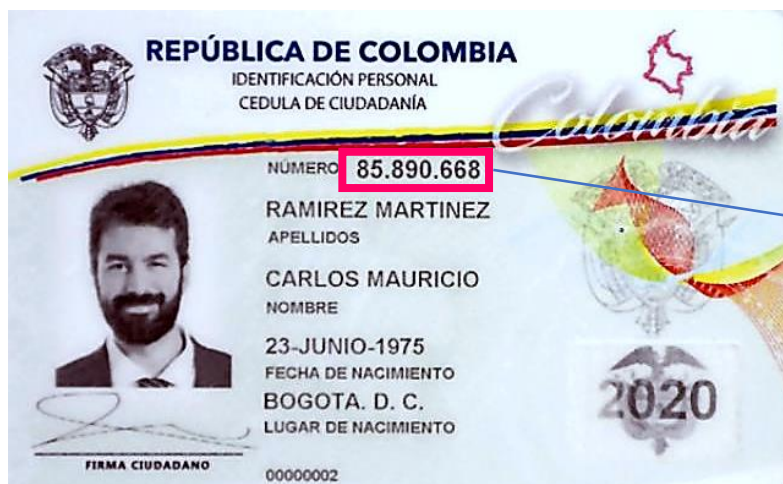 REPÚBLICA DE COLOMBIA
IDENTIFICACIÓN PERSONAL
CEDULA DE CIUDADANÍA
Colombia
NÚMERO 85.890.668
RAMIREZ MARTINEZ
APELLIDOS
CARLOS MAURICIO
NOMBRE
23-JUNIO-1975
FECHA DE NACIMIENTO
BOGOTA. D. C.
LUGAR DE NACIMIENTO
2020
FIRMA CIUDADANO
00000002